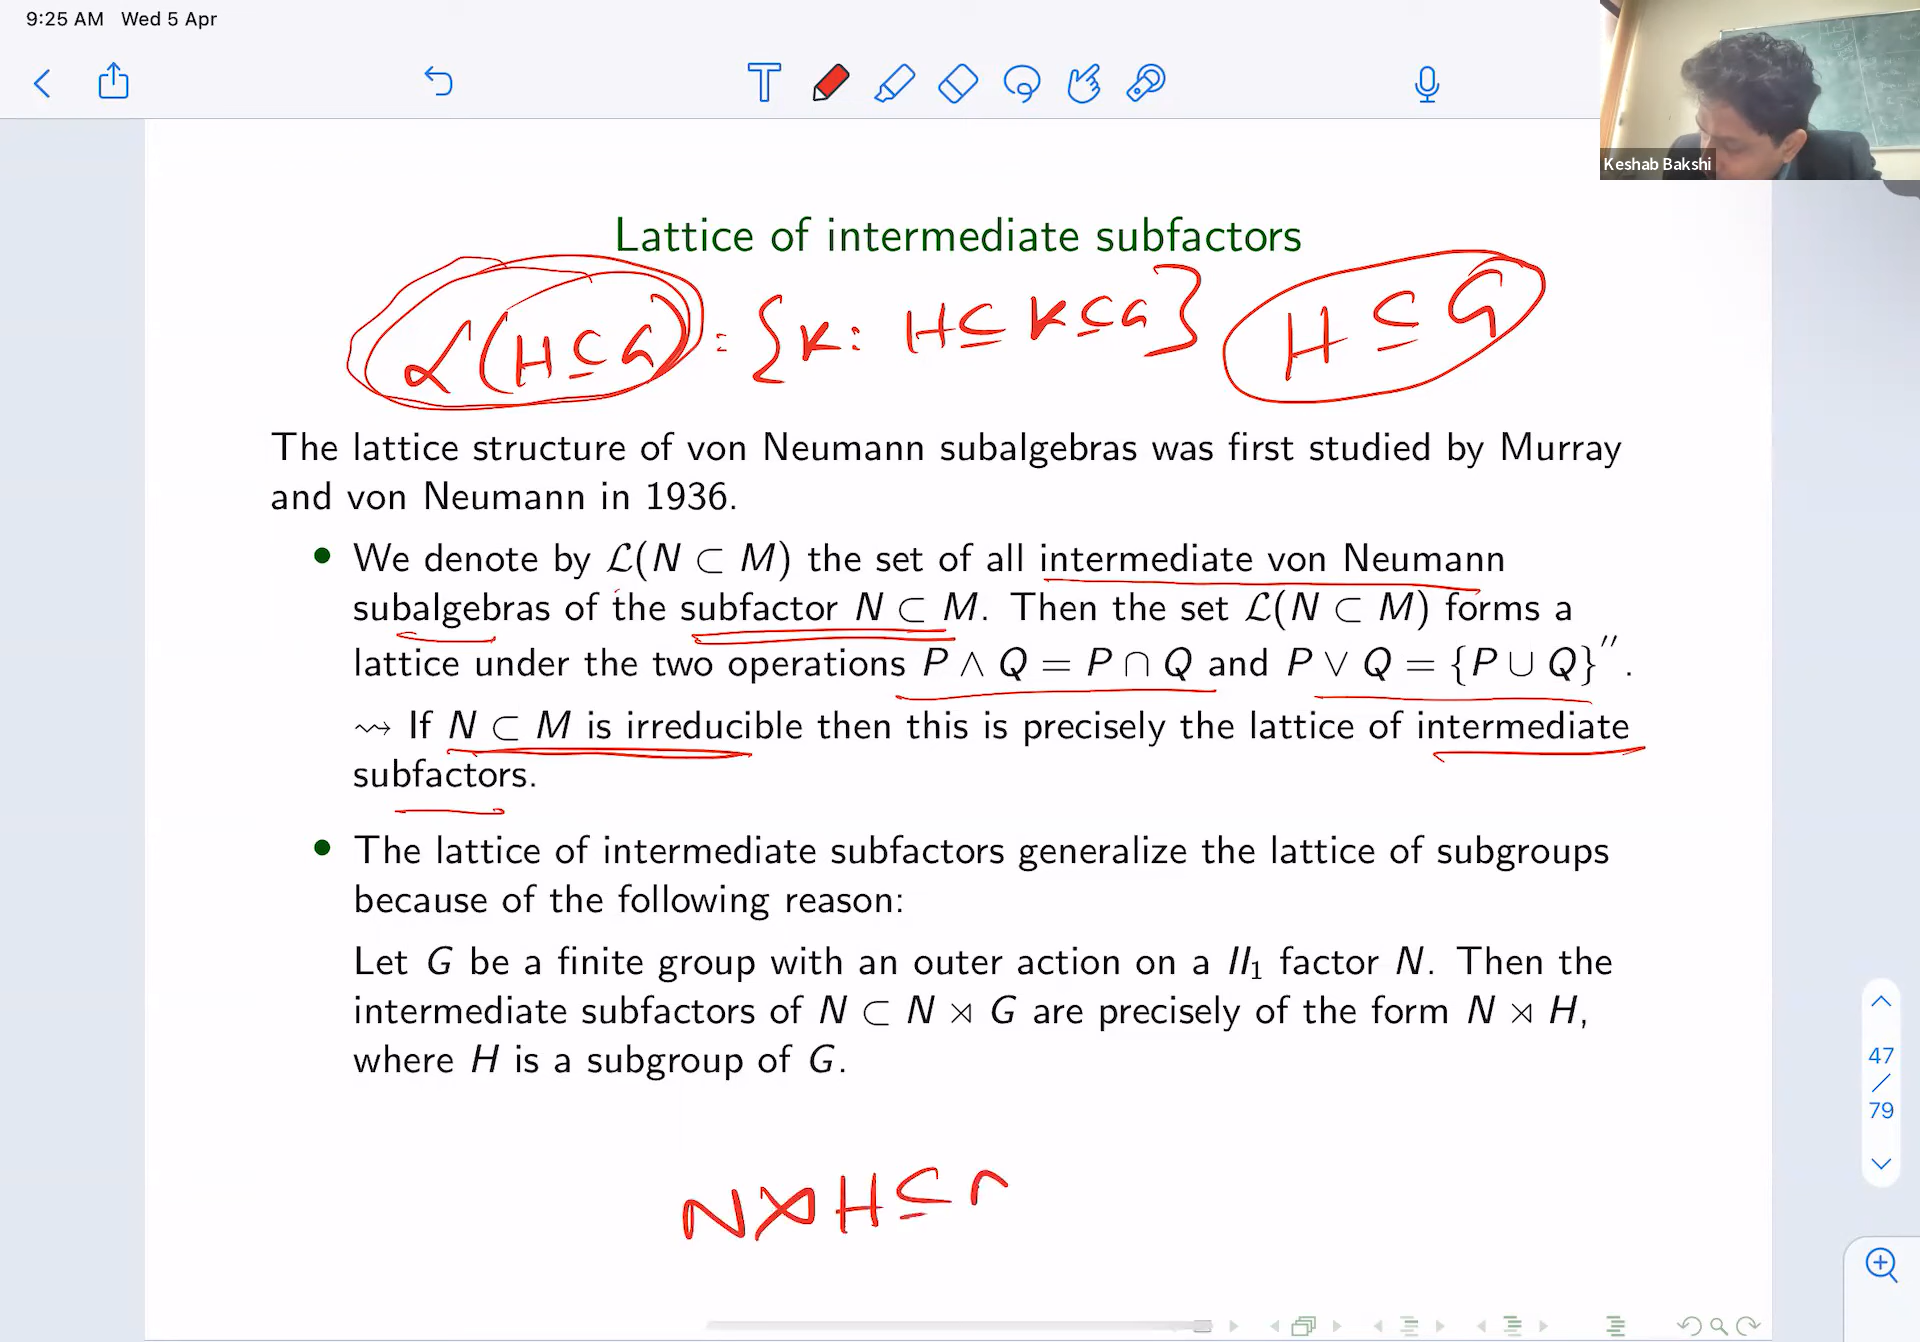 9:25 AM Wed 5 Apr
Keshab Bakshi
Lattice of intermediate subfactors
ℒ(H ⊆ G) = {K : H ⊆ K ⊆ G} H ⊆ G
The lattice structure of von Neumann subalgebras was first studied by Murray
and von Neumann in 1936.
• We denote by ℒ(N ⊂ M) the set of all intermediate von Neumann
subalgebras of the subfactor N ⊂ M. Then the set ℒ(N ⊂ M) forms a
lattice under the two operations P ∧ Q = P ∩ Q and P ∨ Q = {P ∪ Q}′′.
⇝ If N ⊂ M is irreducible then this is precisely the lattice of intermediate
subfactors.
• The lattice of intermediate subfactors generalize the lattice of subgroups
because of the following reason:
Let G be a finite group with an outer action on a II₁ factor N. Then the
intermediate subfactors of N ⊂ N ⋊ G are precisely of the form N ⋊ H,
where H is a subgroup of G.
N ⋊ H ⊆
47
/
79